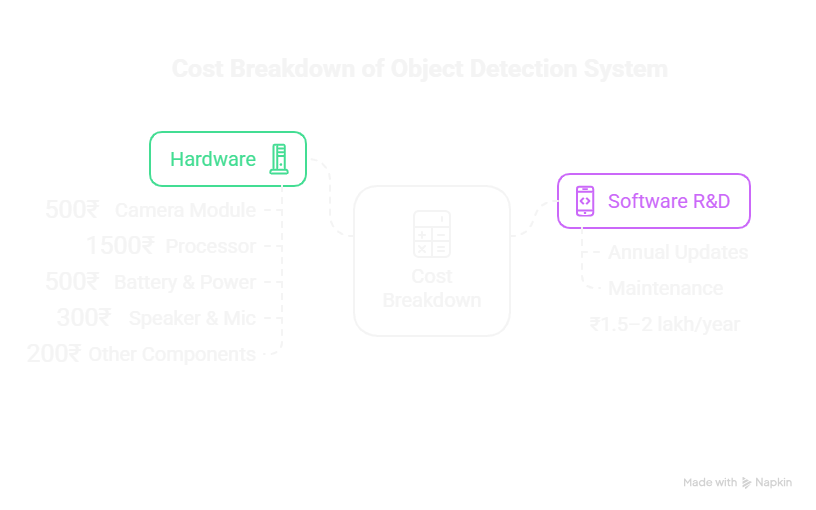 Cost Breakdown of Object Detection System
Hardware
500₹ Camera Module
1500₹ Processor
500₹ Battery & Power
300₹ Speaker & Mic
200₹ Other Components
Cost
Breakdown
Software R&D
Annual Updates
Maintenance
₹1.5–2 lakh/year
Made with Napkin